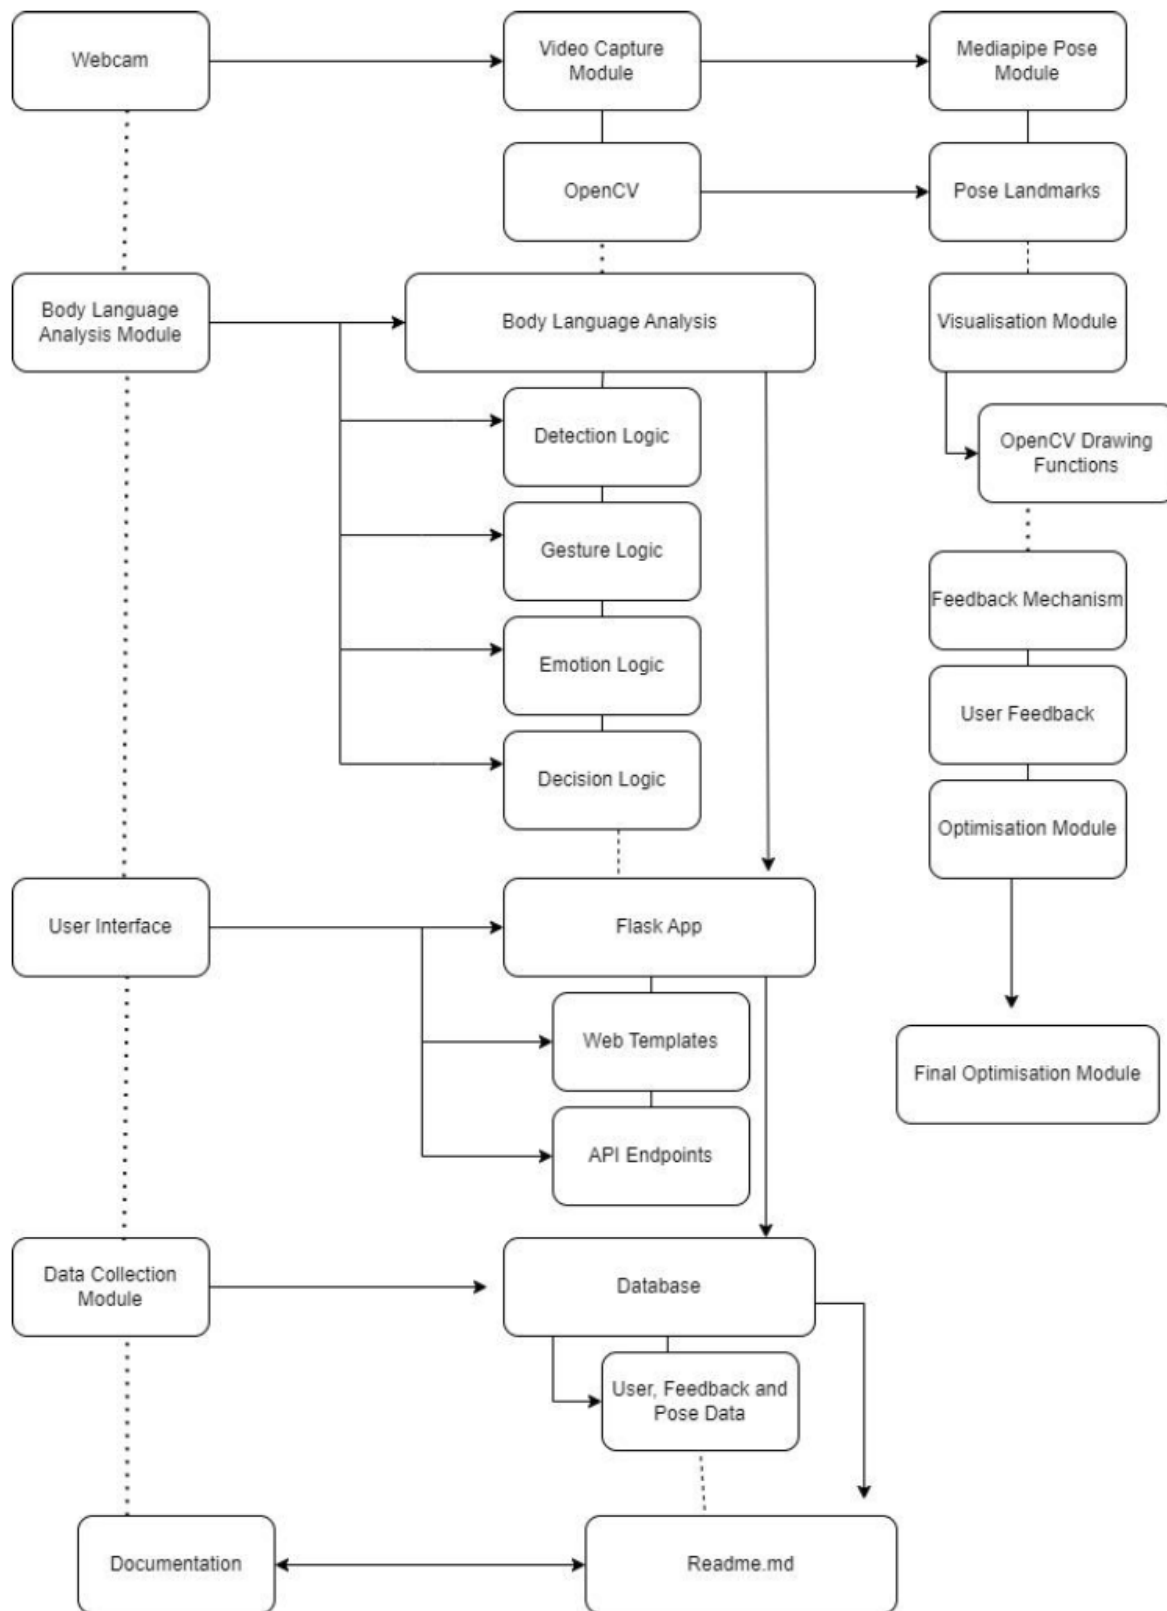 Webcam
Video Capture
Module
Mediapipe Pose
Module
OpenCV
Pose Landmarks
Body Language
Analysis Module
Body Language Analysis
Visualisation Module
Detection Logic
OpenCV Drawing
Functions
Gesture Logic
Feedback Mechanism
Emotion Logic
User Feedback
Decision Logic
Optimisation Module
User Interface
Flask App
Web Templates
Final Optimisation Module
API Endpoints
Data Collection
Module
Database
User, Feedback and
Pose Data
Documentation
Readme.md